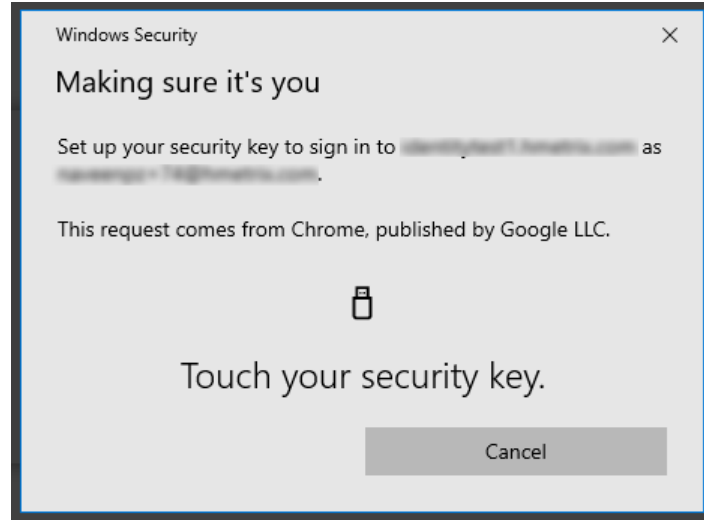 Windows Security
Making sure it's you
Set up your security key to sign in to as
.
This request comes from Chrome, published by Google LLC.
Touch your security key.
Cancel